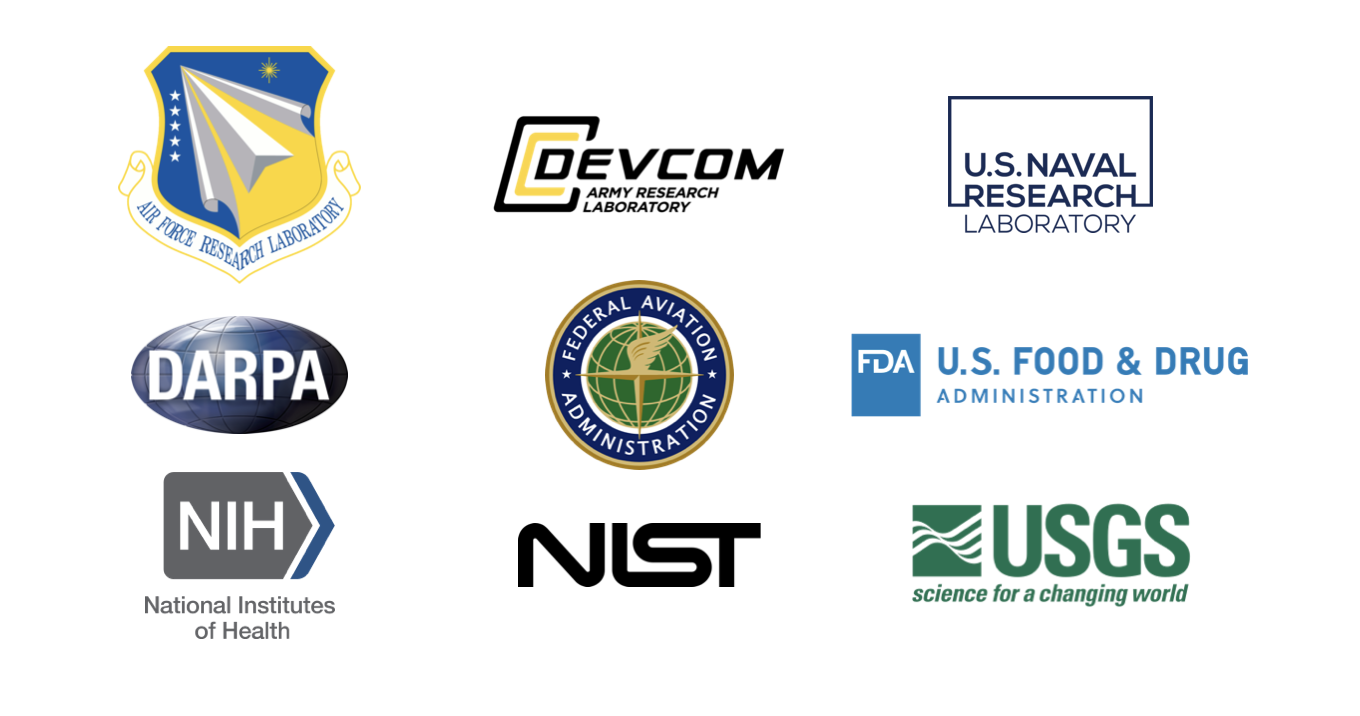 AIR FORCE RESEARCH LABORATORY
DEVCOM
ARMY RESEARCH
LABORATORY
U.S. NAVAL
RESEARCH
LABORATORY
DARPA
FEDERAL AVIATION
ADMINISTRATION
FDA
U.S. FOOD & DRUG
ADMINISTRATION
NIH
National Institutes
of Health
NIST
USGS
science for a changing world